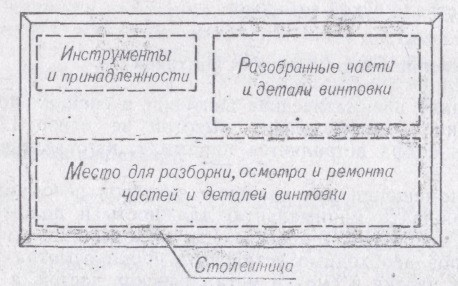 Инструменты
и принадлежности
Разобранные части
и детали винтовки
Место для разборки, осмотра и ремонта
частей и деталей винтовки
Столешница